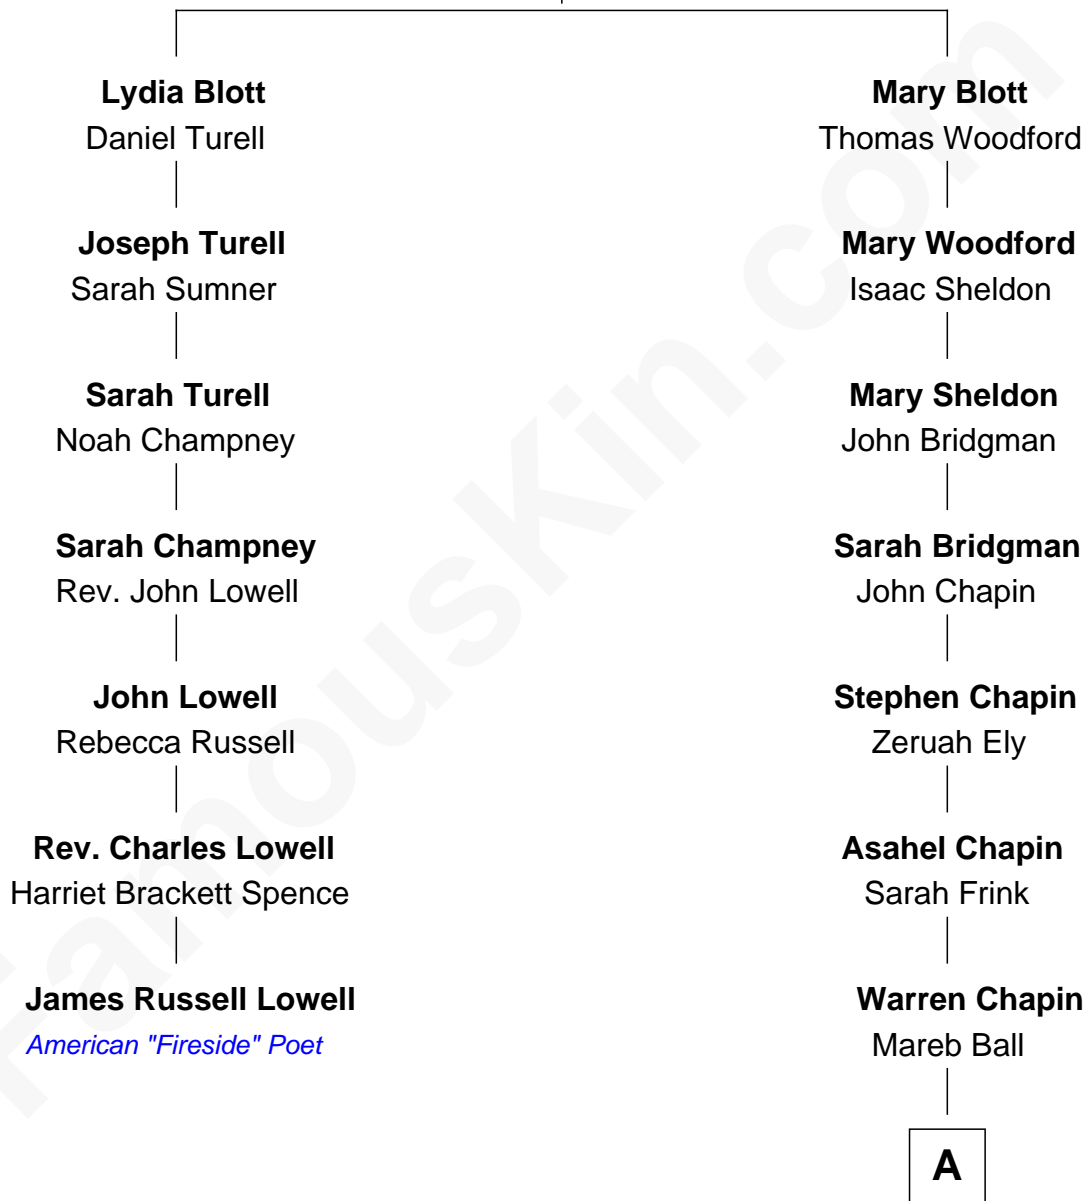 Lydia Blott
Daniel Turell
Joseph Turell
Sarah Sumner
Sarah Turell
Noah Champney
Sarah Champney
Rev. John Lowell
John Lowell
Rebecca Russell
Rev. Charles Lowell
Harriet Brackett Spence
James Russell Lowell
American "Fireside" Poet
Mary Blott
Thomas Woodford
Mary Woodford
Isaac Sheldon
Mary Sheldon
John Bridgman
Sarah Bridgman
John Chapin
Stephen Chapin
Zeruah Ely
Asahel Chapin
Sarah Frink
Warren Chapin
Mareb Ball
A
FamousKin.com